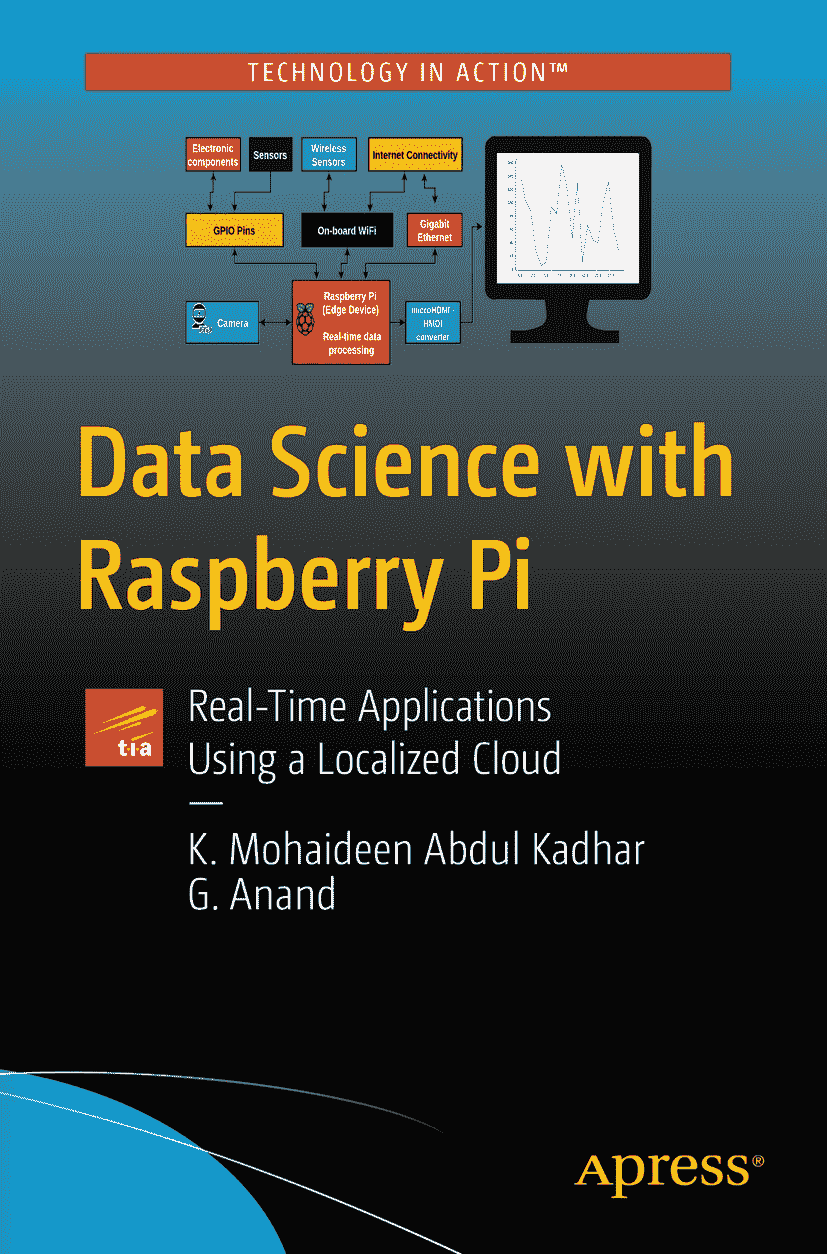 TECHNOLOGY IN ACTION™
Electronic
components
Sensors
Wireless
Sensors
Internet Connectivity
GPIO Pins
On-board WiFi
Gigabit
Ethernet
Raspberry Pi
(Edge Device)
Real-time data
processing
Camera
microHDMI -
HMDI
converter
Data Science with
Raspberry Pi
t·i·a
Real-Time Applications
Using a Localized Cloud
K. Mohaideen Abdul Kadhar
G. Anand
Apress®